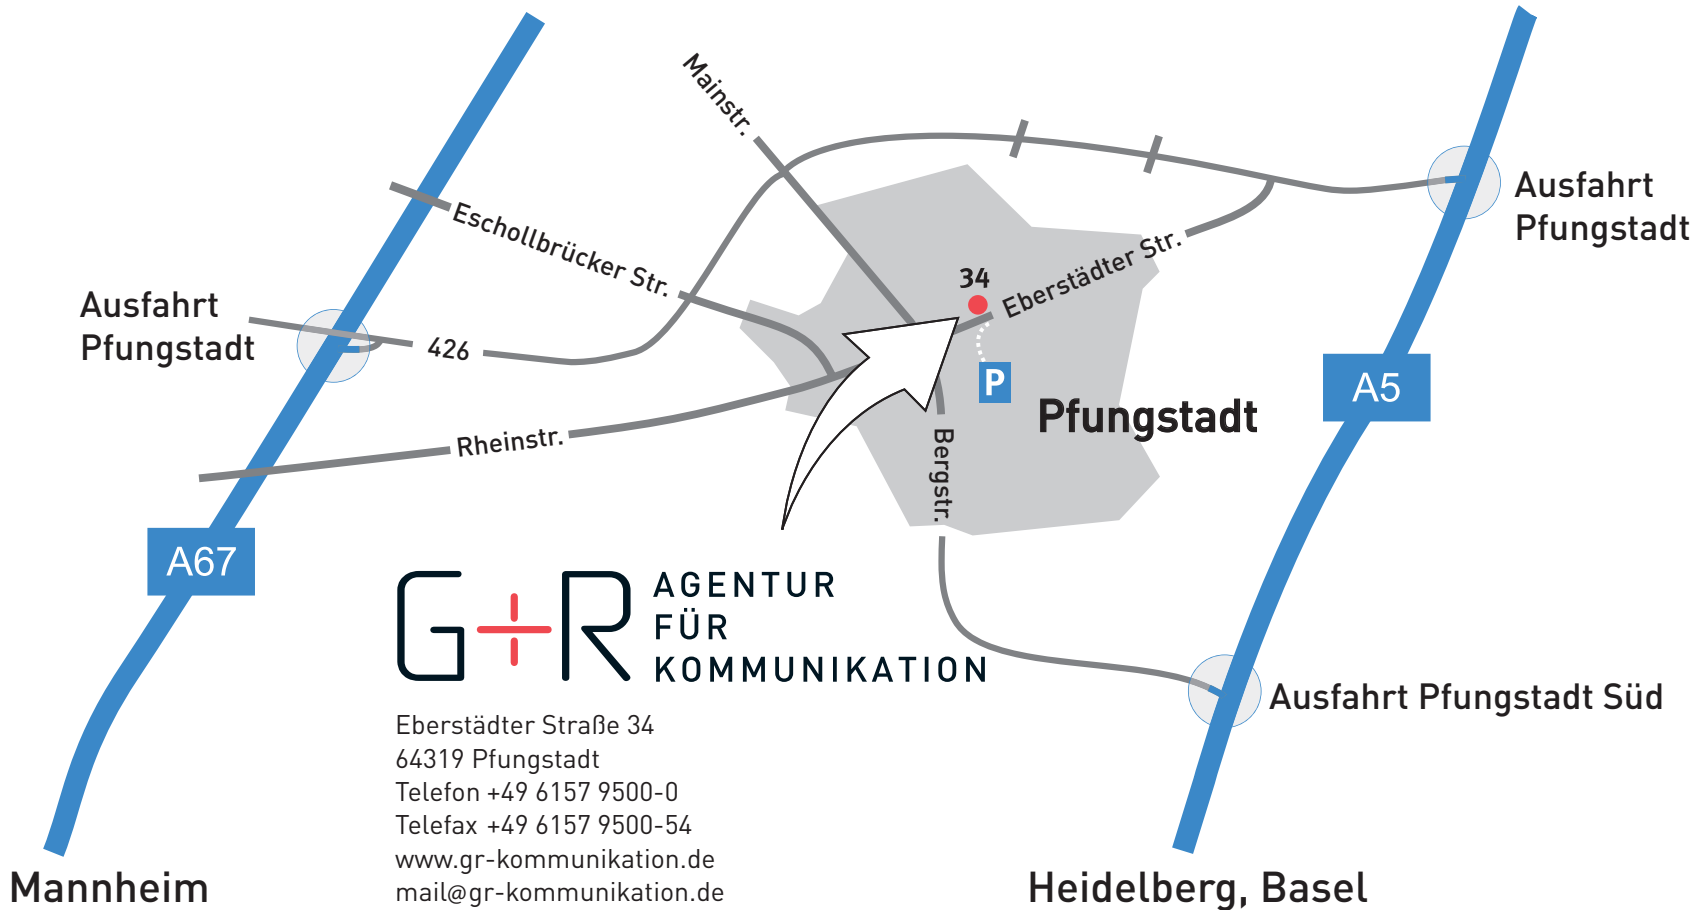 Mainstr.
Eschollbrücker Str.
Ausfahrt
Pfungstadt
Ausfahrt
Pfungstadt
34
Eberstädter Str.
426
P
A5
Pfungstadt
Rheinstr.
Bergstr.
A67
G+R
AGENTUR
FÜR
KOMMUNIKATION
Ausfahrt Pfungstadt Süd
Eberstädter Straße 34
64319 Pfungstadt
Telefon +49 6157 9500-0
Telefax +49 6157 9500-54
www.gr-kommunikation.de
mail@gr-kommunikation.de
Mannheim
Heidelberg, Basel